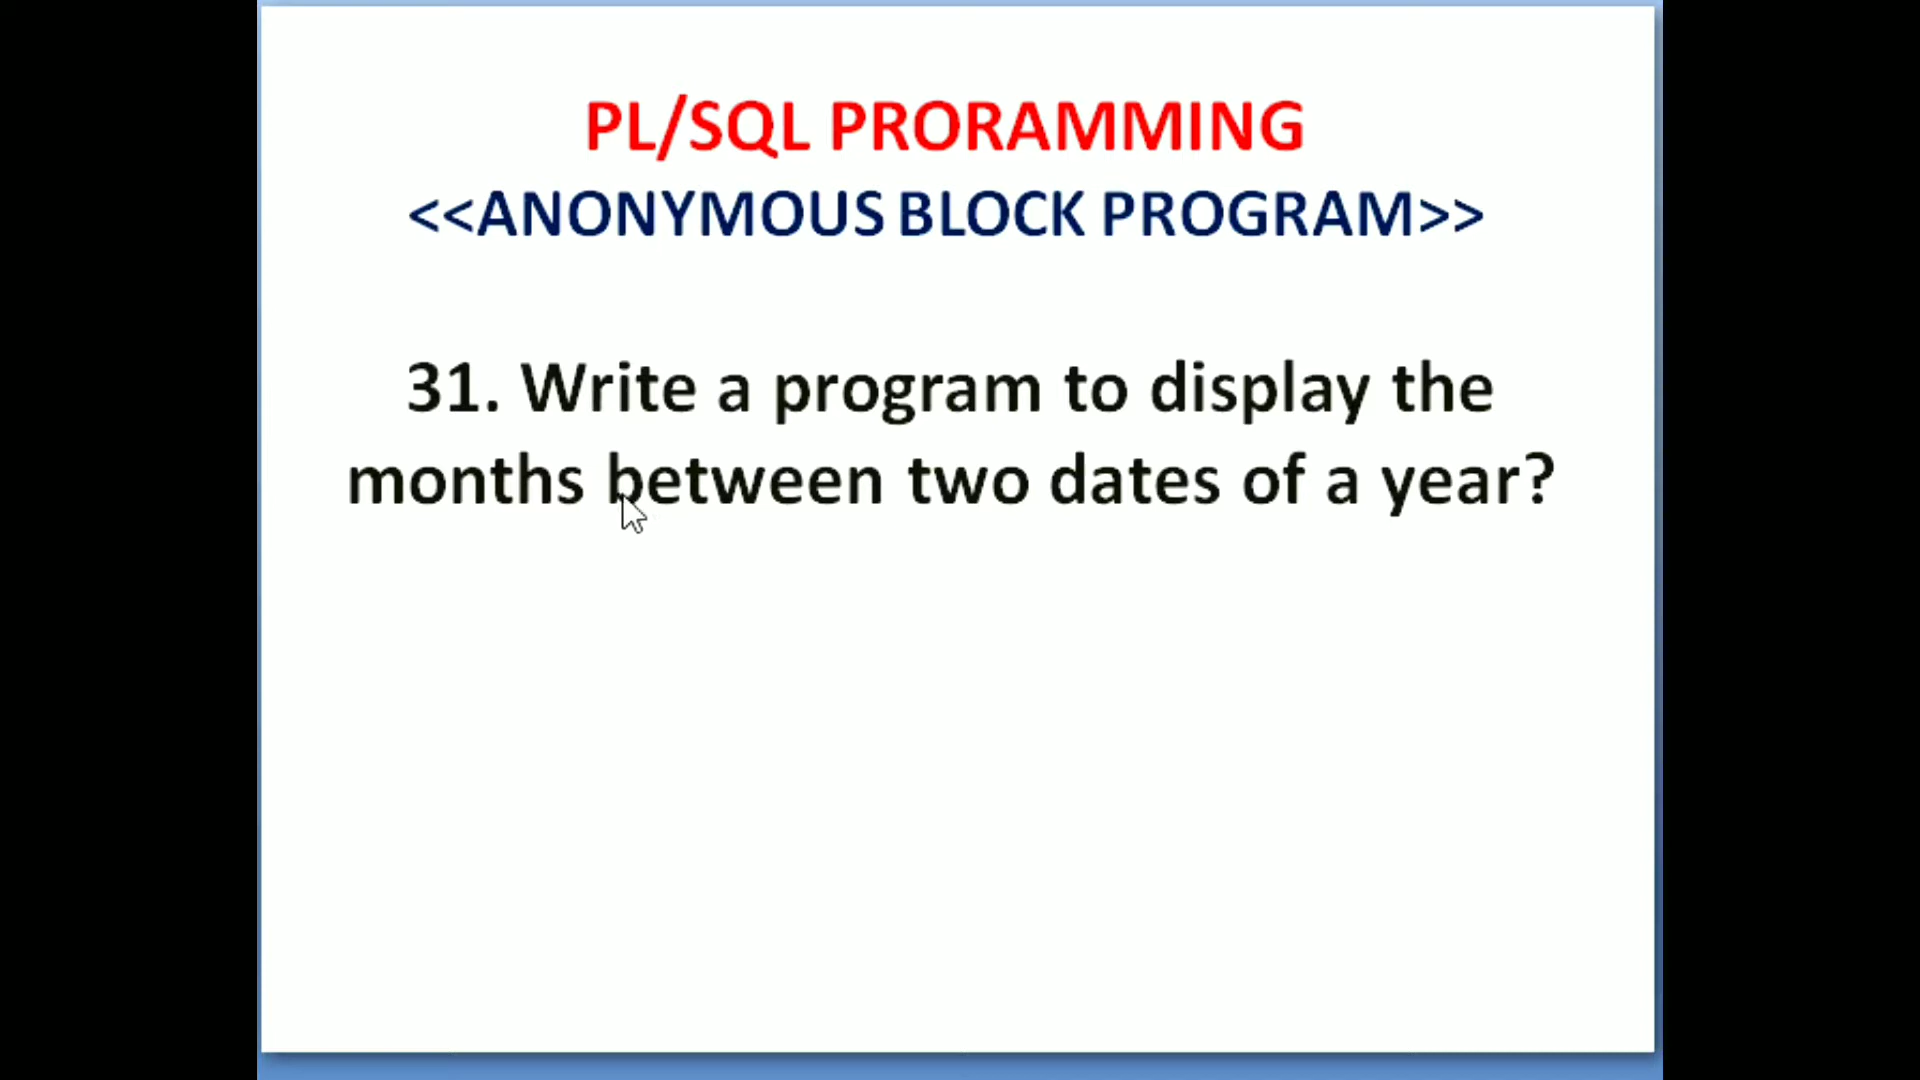 PL/SQL PRORAMMING
<<ANONYMOUS BLOCK PROGRAM>>
31. Write a program to display the
months between two dates of a year?